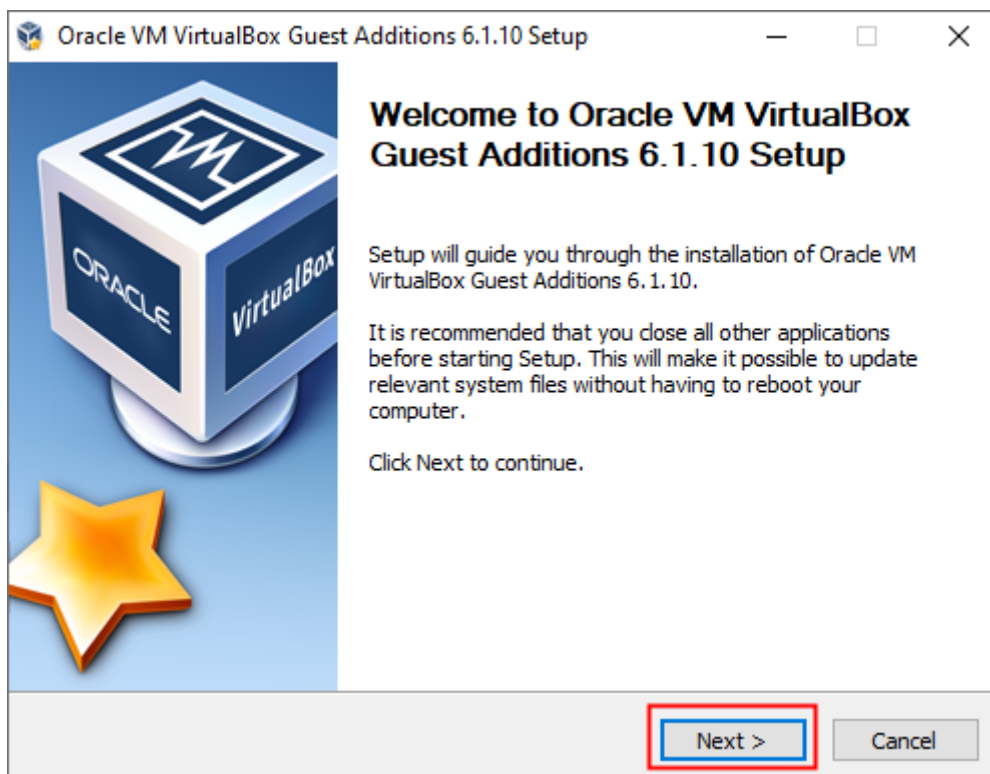 Oracle VM VirtualBox Guest Additions 6.1.10 Setup
Welcome to Oracle VM VirtualBox
Guest Additions 6.1.10 Setup
ORACLE
VirtualBox
Setup will guide you through the installation of Oracle VM
VirtualBox Guest Additions 6.1.10.
It is recommended that you close all other applications
before starting Setup. This will make it possible to update
relevant system files without having to reboot your
computer.
Click Next to continue.
Next >
Cancel